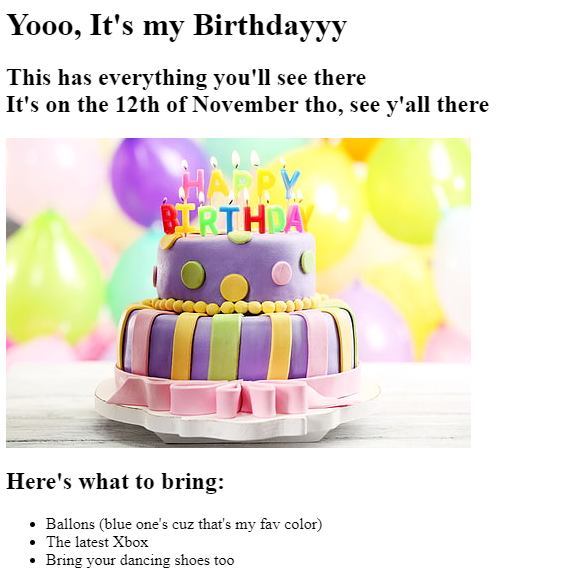 Yooo, It's my Birthdayyy
This has everything you'll see there
It's on the 12th of November tho, see y'all there
HAPPY
BIRTHDAY
Here's what to bring:
Ballons (blue one's cuz that's my fav color)
The latest Xbox
Bring your dancing shoes too